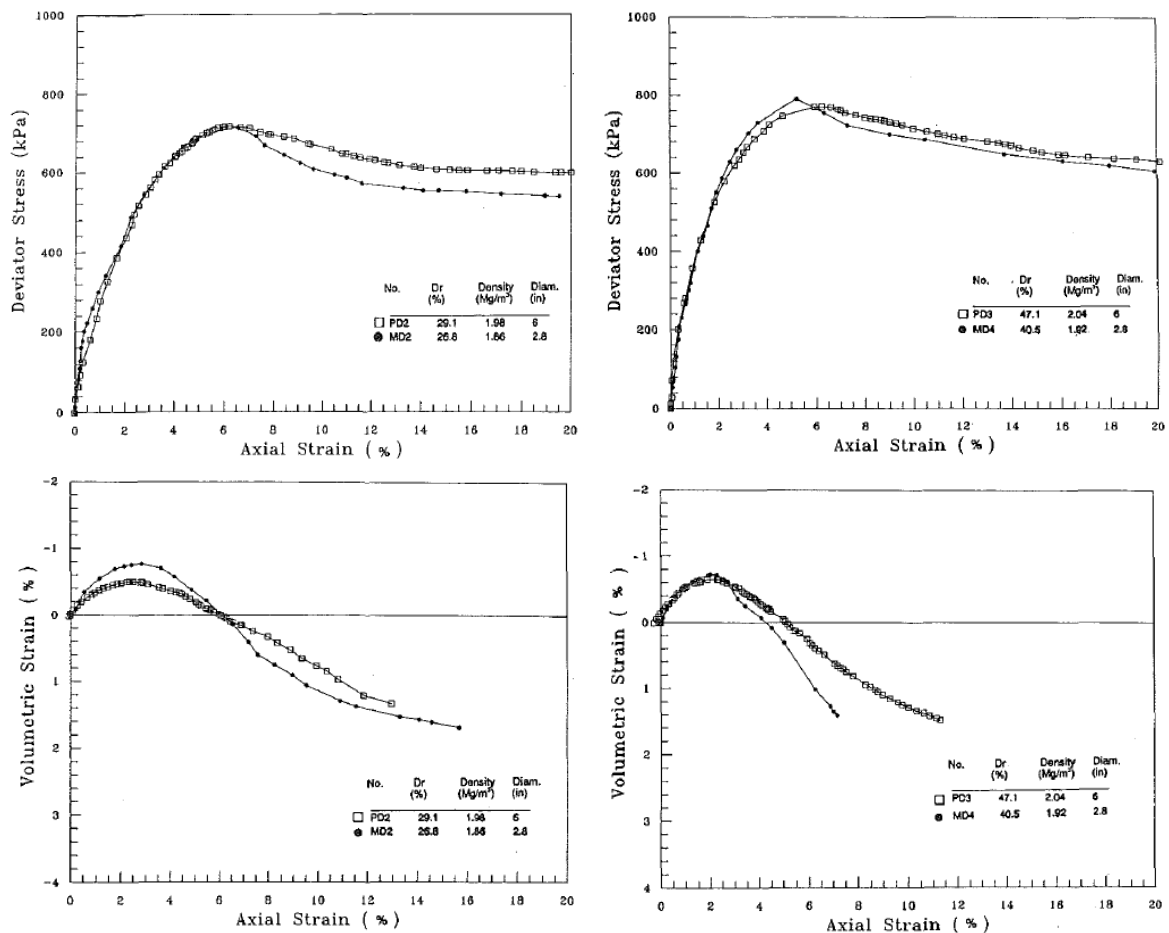 1000
800
600
400
200
0
Deviator Stress (kPa)
No. Dr (%) Density (Mg/m³) Diam. (in)
PD2 29.1 1.98 6
MD2 26.8 1.86 2.8
0 2 4 6 8 10 12 14 16 18 20
Axial Strain ( % )
1000
800
600
400
200
0
Deviator Stress (kPa)
No. Dr (%) Density (Mg/m³) Diam. (in)
PD3 47.1 2.04 6
MD4 40.5 1.92 2.8
0 2 4 6 8 10 12 14 16 18 20
Axial Strain ( % )
-2
-1
0
1
2
3
-4
Volumetric Strain ( % )
No. Dr (%) Density (Mg/m³) Diam. (in)
PD2 29.1 1.98 6
MD2 26.8 1.86 2.8
0 2 4 6 8 10 12 14 16 18 20
Axial Strain ( % )
-2
-1
0
1
2
3
4
Volumetric Strain ( % )
No. Dr (%) Density (Mg/m³) Diam. (in)
PD3 47.1 2.04 6
MD4 40.5 1.92 2.8
0 2 4 6 8 10 12 14 16 18 20
Axial Strain ( % )